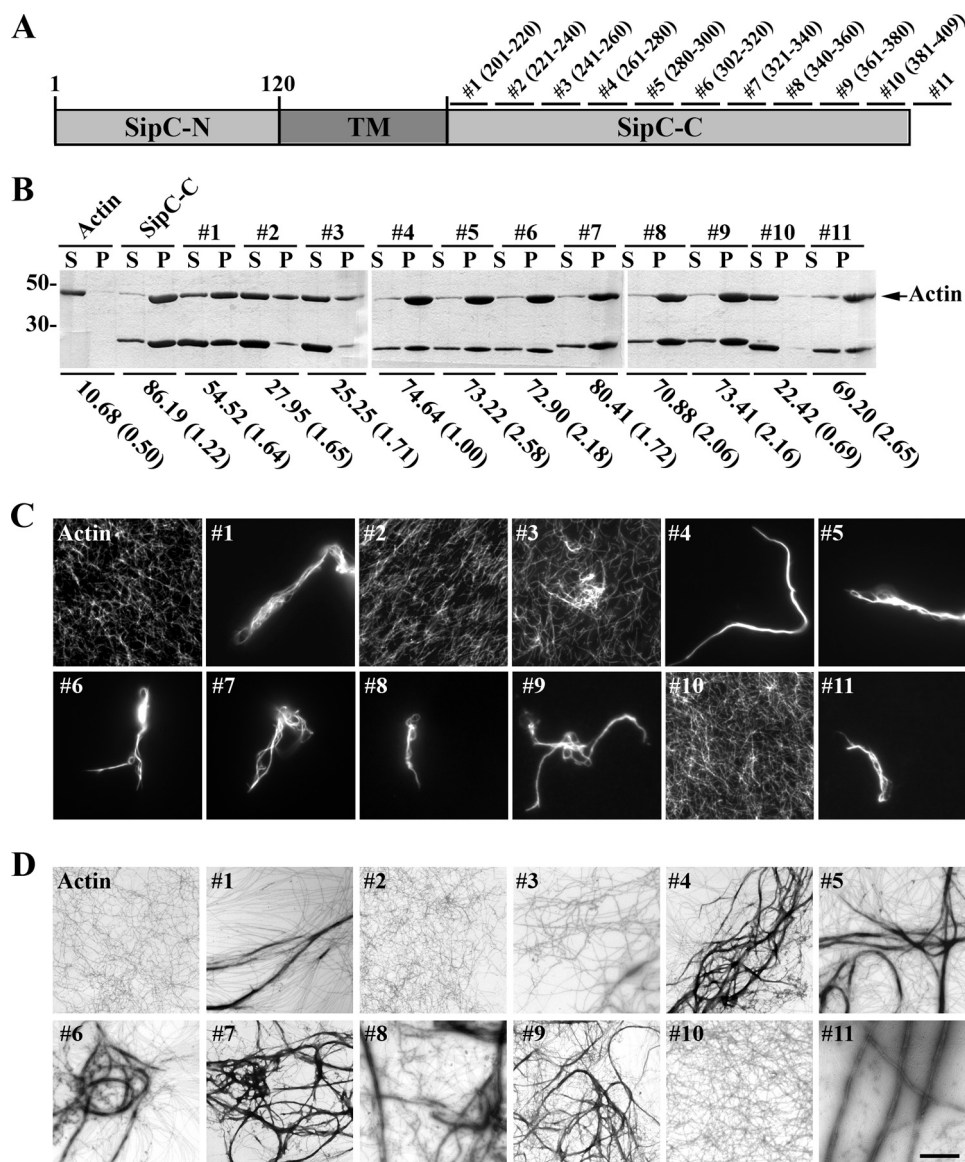 A
#1 (201-220)
#2 (221-240)
#3 (241-260)
#4 (261-280)
#5 (280-300)
#6 (302-320)
#7 (321-340)
#8 (340-360)
#9 (361-380)
#10 (381-409)
#11
1 120
SipC-N TM SipC-C
B
Actin SipC-C #1 #2 #3 #4 #5 #6 #7 #8 #9 #10 #11
S P S P S P S P S P S P S P S P S P S P S P S P S P
50-
Actin
30-
10.68 (0.50)
86.19 (1.22)
54.52 (1.64)
27.95 (1.65)
25.25 (1.71)
74.64 (1.00)
73.22 (2.58)
72.90 (2.18)
80.41 (1.72)
70.88 (2.06)
73.41 (2.16)
22.42 (0.69)
69.20 (2.65)
C
Actin #1 #2 #3 #4 #5
#6 #7 #8 #9 #10 #11
D
Actin #1 #2 #3 #4 #5
#6 #7 #8 #9 #10 #11